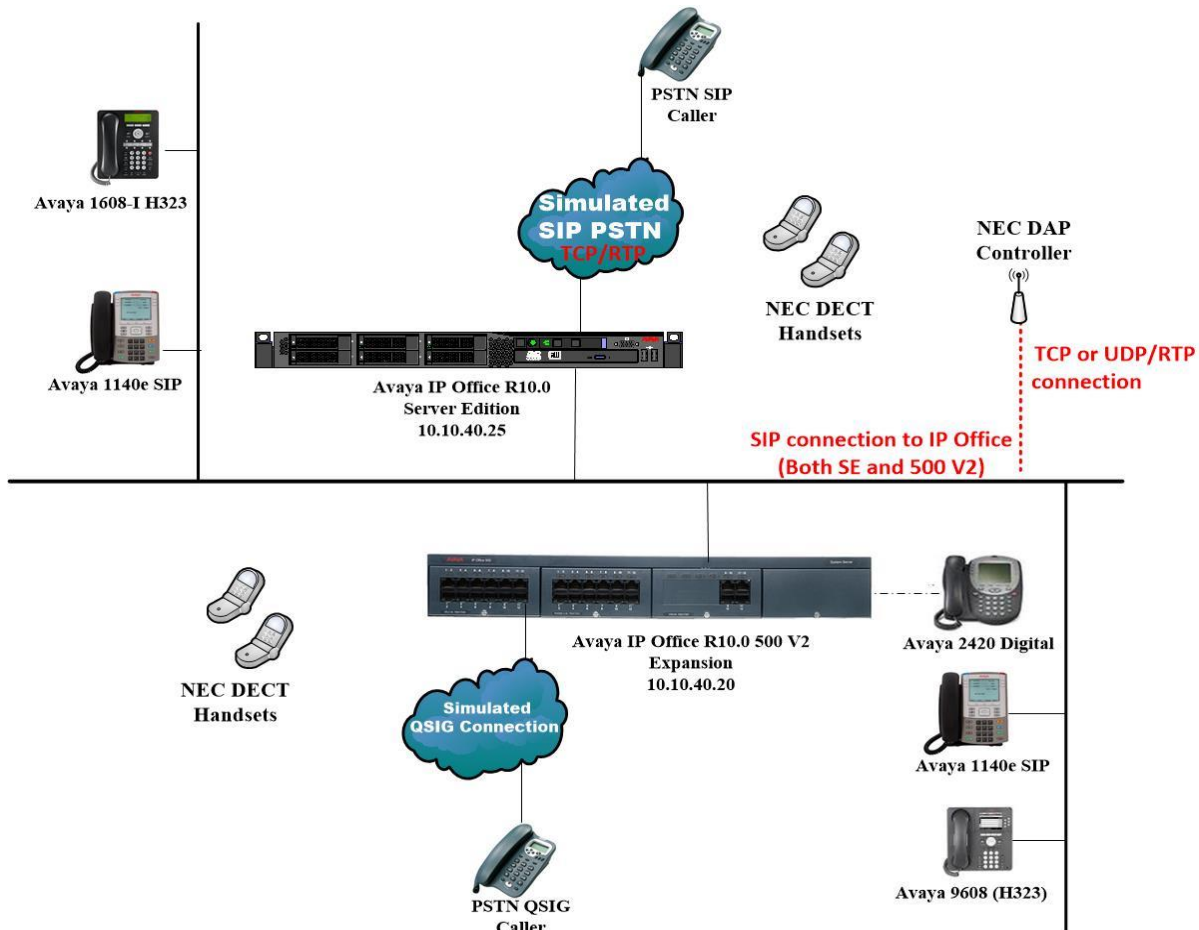 PSTN SIP
Caller
Avaya 1608-I H323
Simulated
SIP PSTN
TCP/RTP
NEC DAP
Controller
NEC DECT
Handsets
Avaya 1140e SIP
TCP or UDP/RTP
connection
Avaya IP Office R10.0
Server Edition
10.10.40.25
SIP connection to IP Office
(Both SE and 500 V2)
Avaya IP Office R10.0 500 V2
Expansion
10.10.40.20
Avaya 2420 Digital
NEC DECT
Handsets
Simulated
QSIG Connection
Avaya 1140e SIP
PSTN QSIG
Caller
Avaya 9608 (H323)